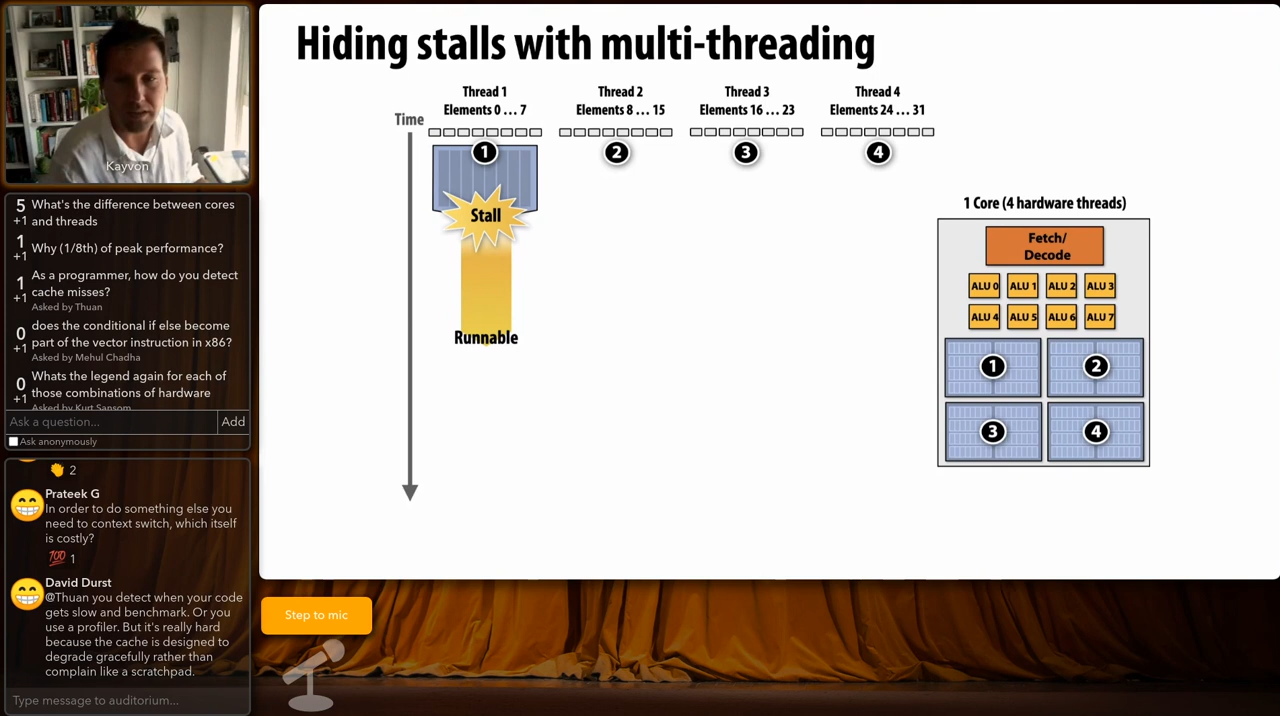 Kayvon
5
+1
What's the difference between cores
and threads
1
+1
Why (1/8th) of peak performance?
1
+1
As a programmer, how do you detect
cache misses?
Asked by Thuan
0
+1
does the conditional if else become
part of the vector instruction in x86?
Asked by Mehul Chadha
0
+1
Whats the legend again for each of
those combinations of hardware
Asked by Kurt Sansom
Ask a question...
Add
Ask anonymously
2
Prateek G
In order to do something else you
need to context switch, which itself
is costly?
100 1
David Durst
@Thuan you detect when your code
gets slow and benchmark. Or you
use a profiler. But it's really hard
because the cache is designed to
degrade gracefully rather than
complain like a scratchpad.
Type message to auditorium...
Hiding stalls with multi-threading
Time
Thread 1
Elements 0 … 7
Thread 2
Elements 8 … 15
Thread 3
Elements 16 … 23
Thread 4
Elements 24 … 31
1
2
3
4
Stall
Runnable
1 Core (4 hardware threads)
Fetch/
Decode
ALU 0 ALU 1 ALU 2 ALU 3
ALU 4 ALU 5 ALU 6 ALU 7
1 2
3 4
Step to mic